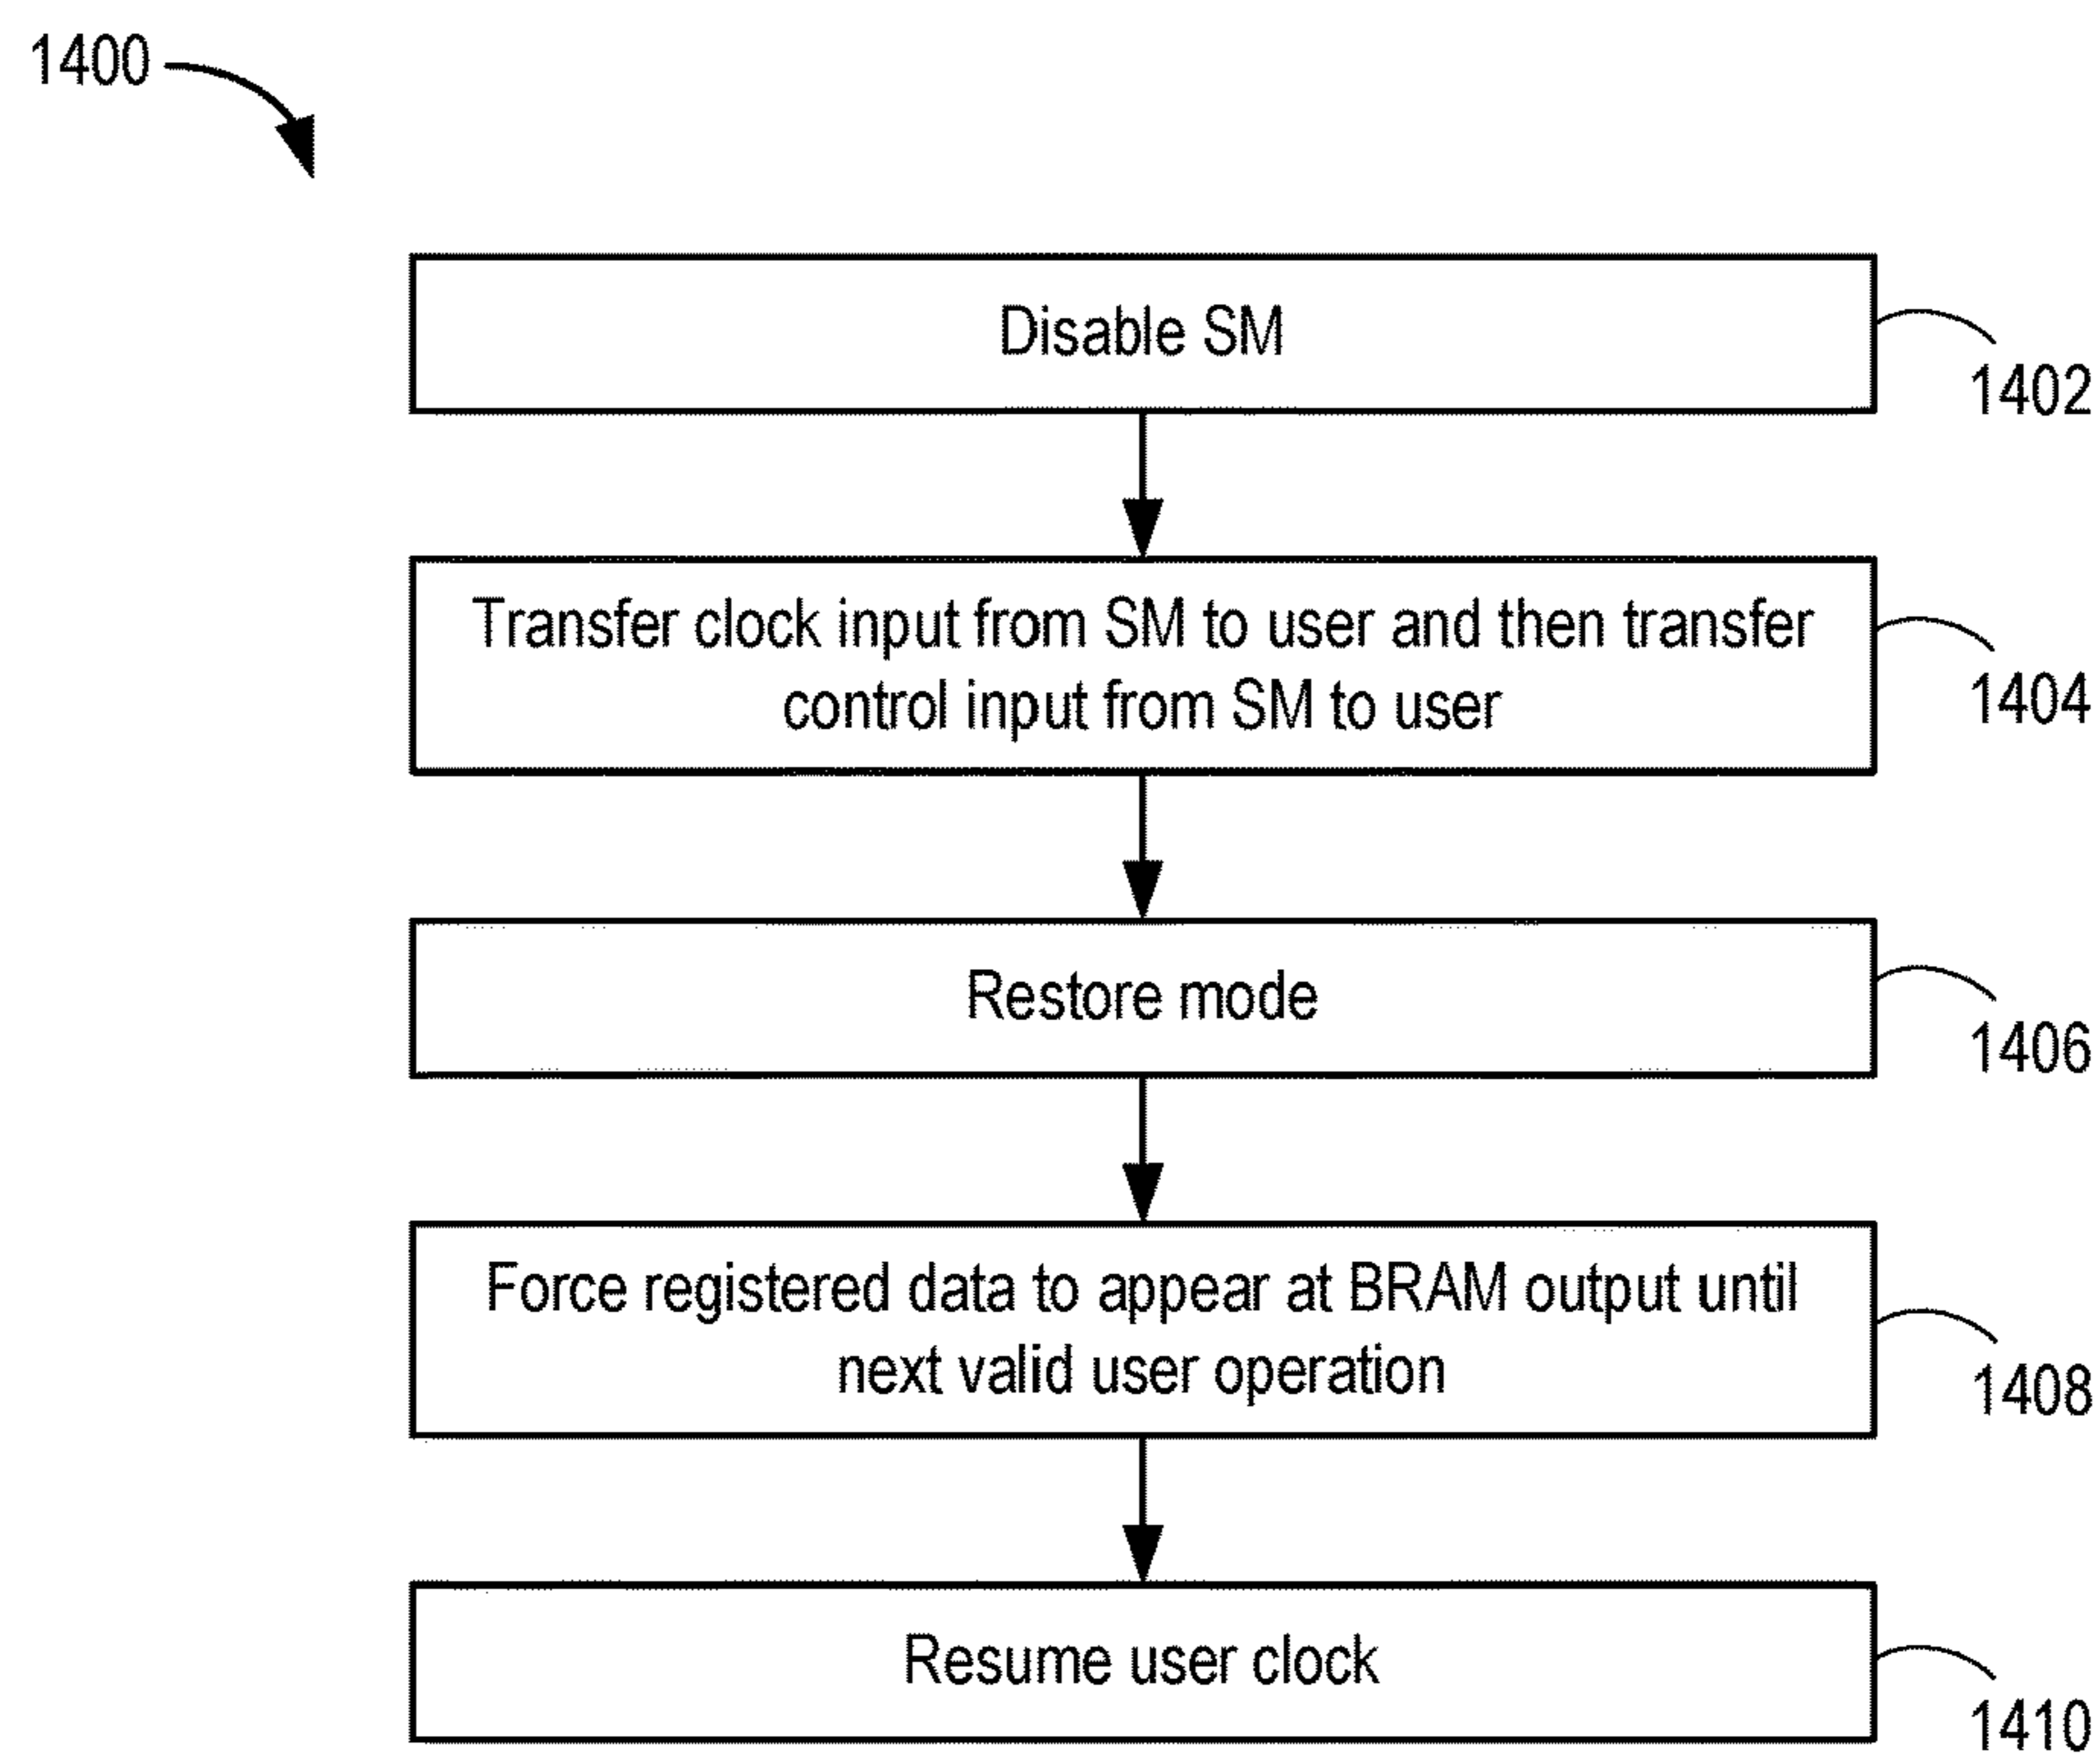 1400
Disable SM
1402
Transfer clock input from SM to user and then transfer
control input from SM to user
1404
Restore mode
1406
Force registered data to appear at BRAM output until
next valid user operation
1408
Resume user clock
1410